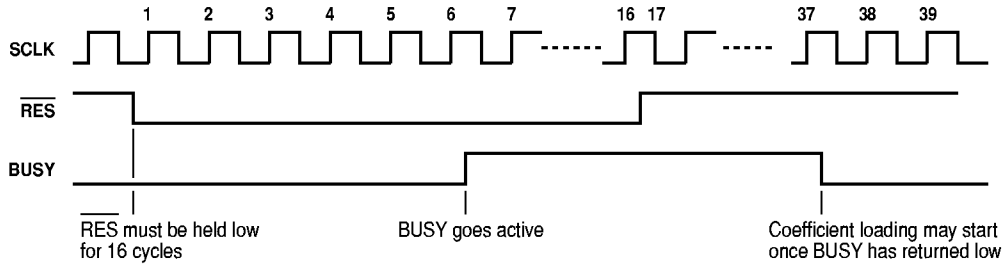 1 2 3 4 5 6 7 16 17 37 38 39
SCLK
RES
BUSY
RES must be held low
for 16 cycles
BUSY goes active
Coefficient loading may start
once BUSY has returned low